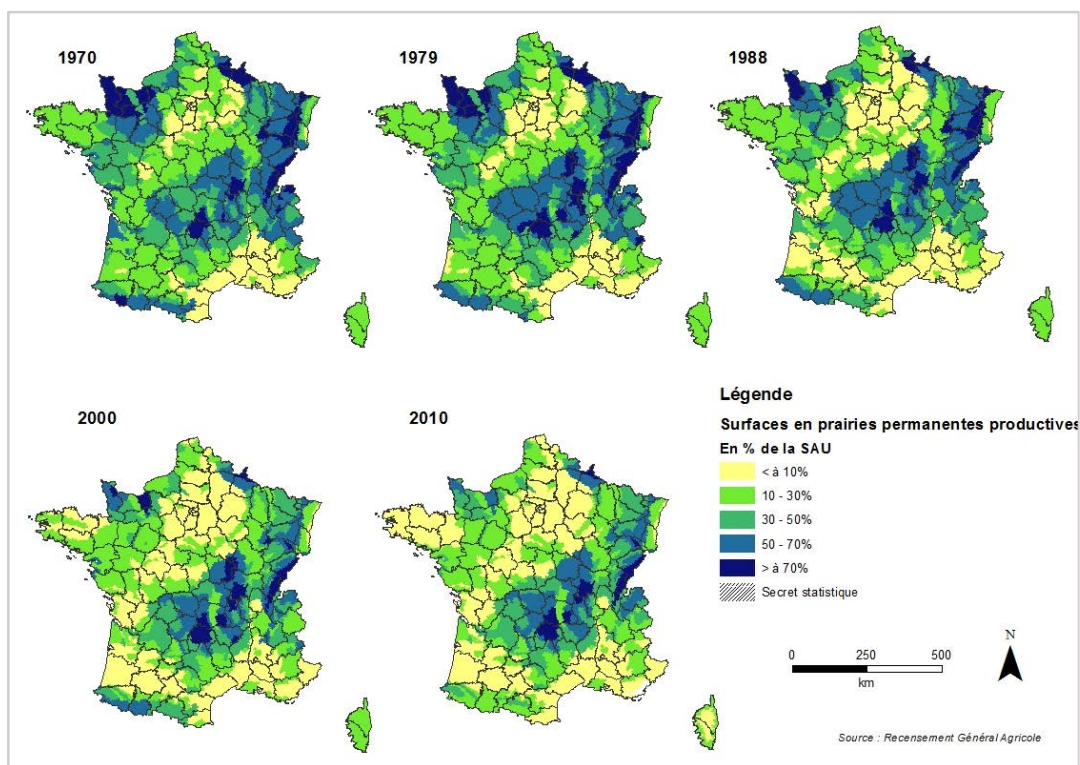 1970
1979
1988
2000
2010
Légende
Surfaces en prairies permanentes productives
En % de la SAU
< à 10%
10 - 30%
30 - 50%
50 - 70%
> à 70%
Secret statistique
N
0 250 500
km
Source : Recensement Général Agricole